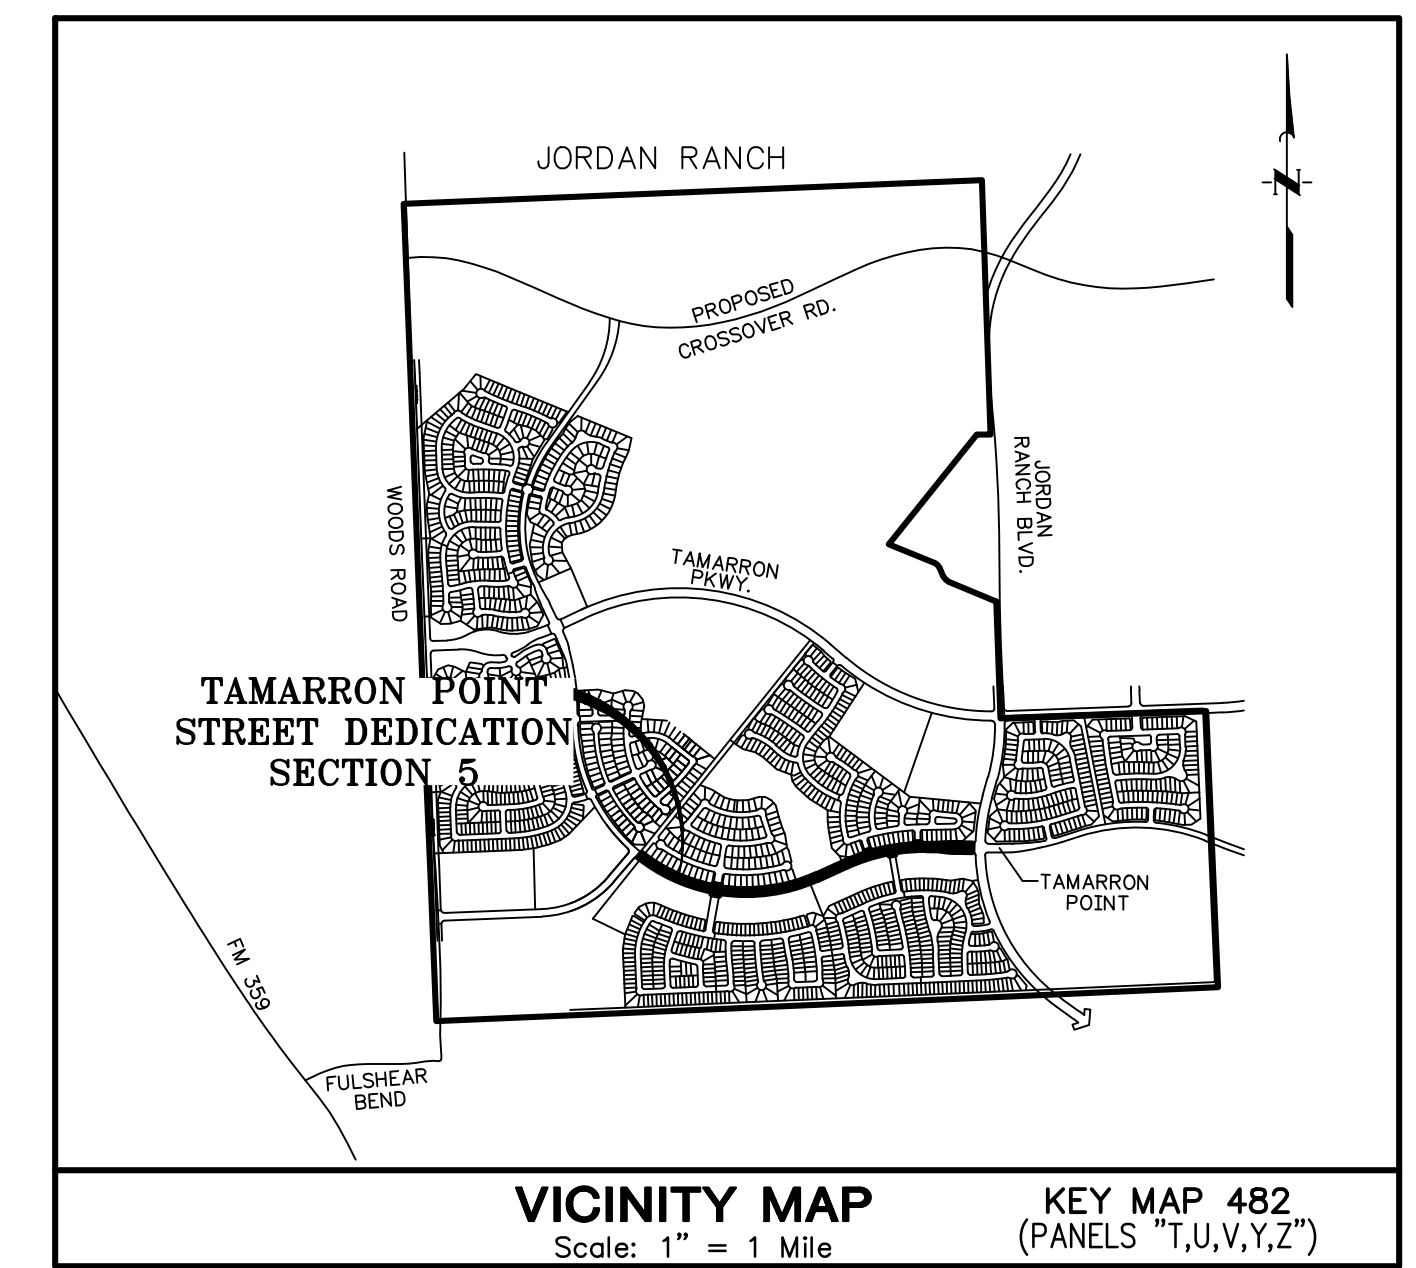 JORDAN RANCH
N
PROPOSED
CROSSOVER RD.
JORDAN
RANCH BLVD.
WOODS ROAD
TAMARRON
PKWY.
TAMARRON POINT
STREET DEDICATION
SECTION 5
TAMARRON
POINT
FM 359
FULSHEAR
BEND
VICINITY MAP
Scale: 1" = 1 Mile
KEY MAP 482
(PANELS "T,U,V,Y,Z")